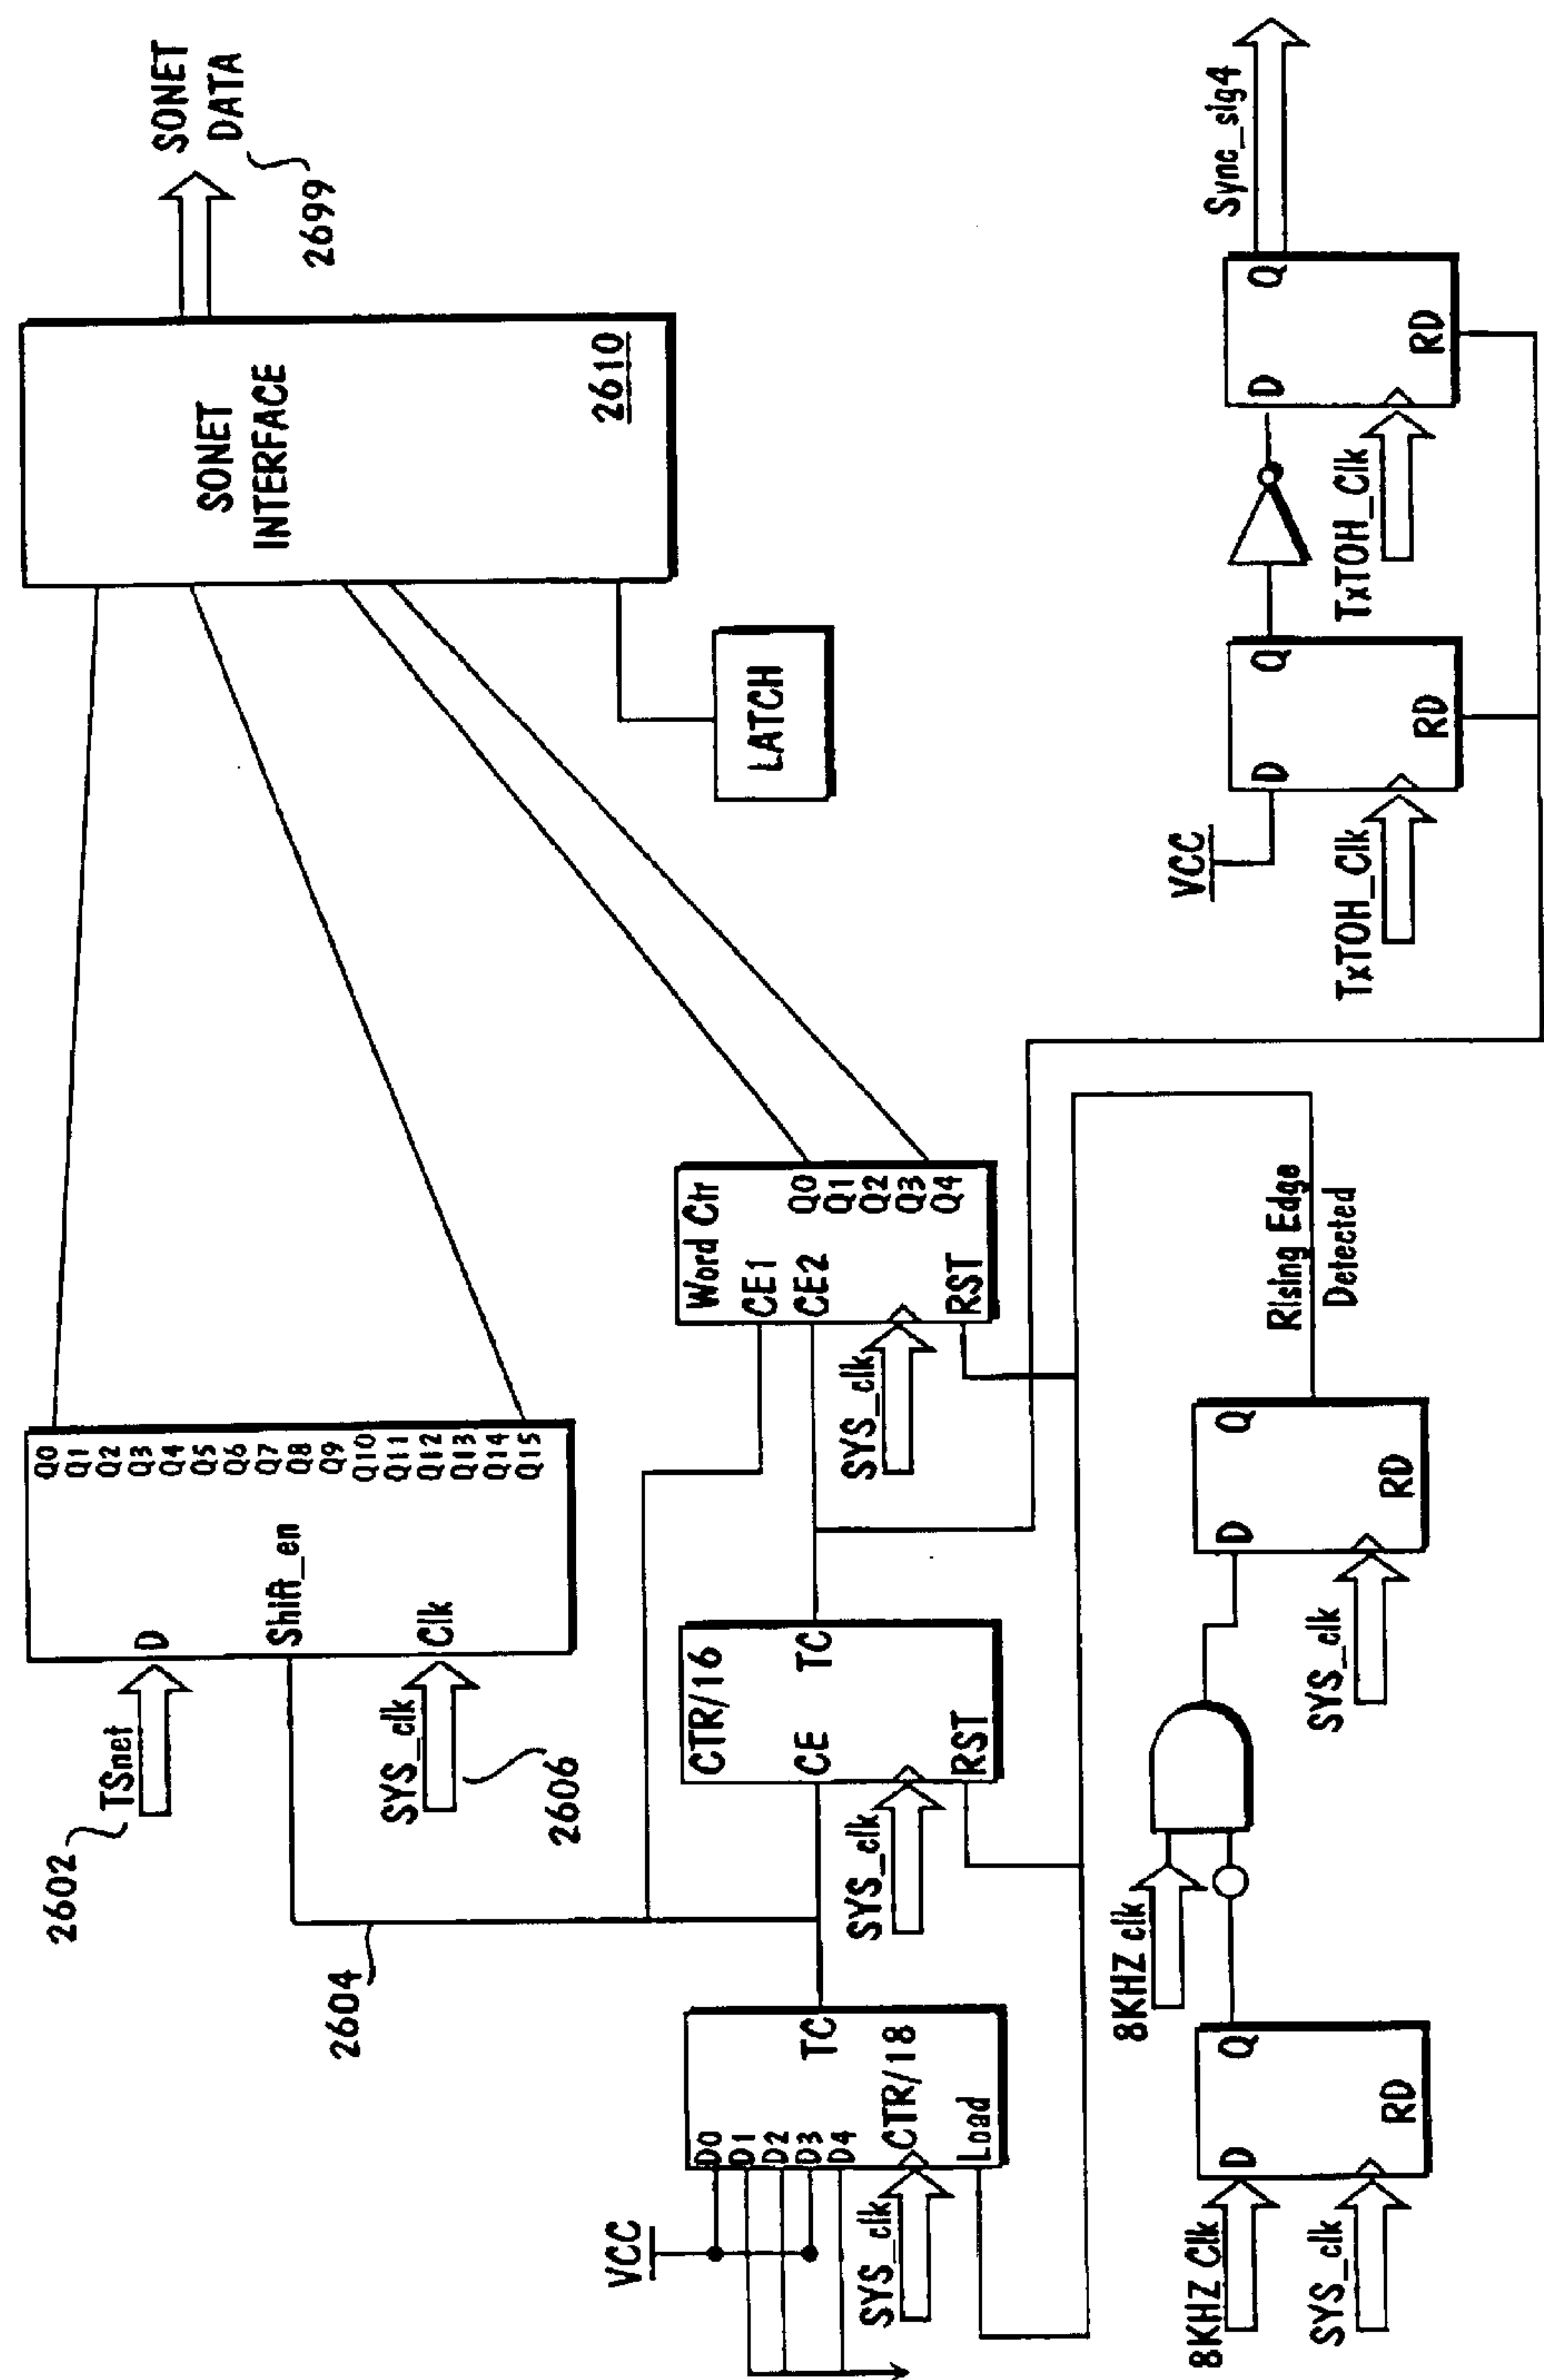 2602
TSnet
D
Shift_en
SYS_clk
Clk
2606
Q0
Q1
Q2
Q3
Q4
Q5
Q6
Q7
Q8
Q9
Q10
Q11
Q12
Q13
Q14
Q15
SONET
INTERFACE
2610
SONET
DATA
2699
LATCH
2604
VCC
D0
D1
D2
D3
D4
TC
CTR/18
SYS_clk
Load
CTR/16
CE
TC
SYS_clk
RST
Word Ctr
CE1
CE2
SYS_clk
RST
Q0
Q1
Q2
Q3
Q4
8KHZ Clk
D
Q
SYS_clk
RD
8KHZ clk
D
Q
SYS_clk
RD
Rising Edge
Detected
VCC
D
Q
TxTOH_Clk
RD
D
Q
TxTOH_Clk
RD
Sync_sig4